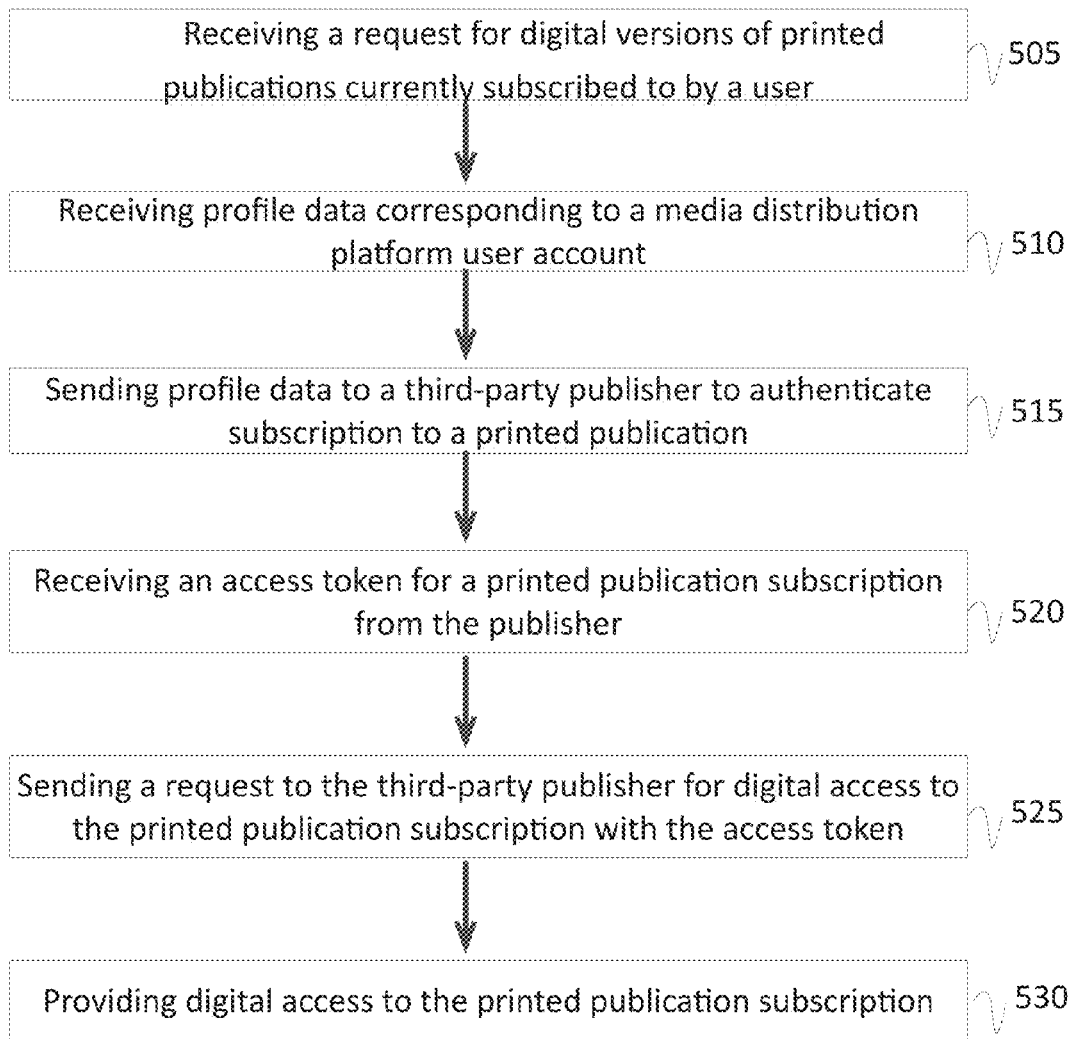 Receiving a request for digital versions of printed
publications currently subscribed to by a user
505
Receiving profile data corresponding to a media distribution
platform user account
510
Sending profile data to a third-party publisher to authenticate
subscription to a printed publication
515
Receiving an access token for a printed publication subscription
from the publisher
520
Sending a request to the third-party publisher for digital access to
the printed publication subscription with the access token
525
Providing digital access to the printed publication subscription
530